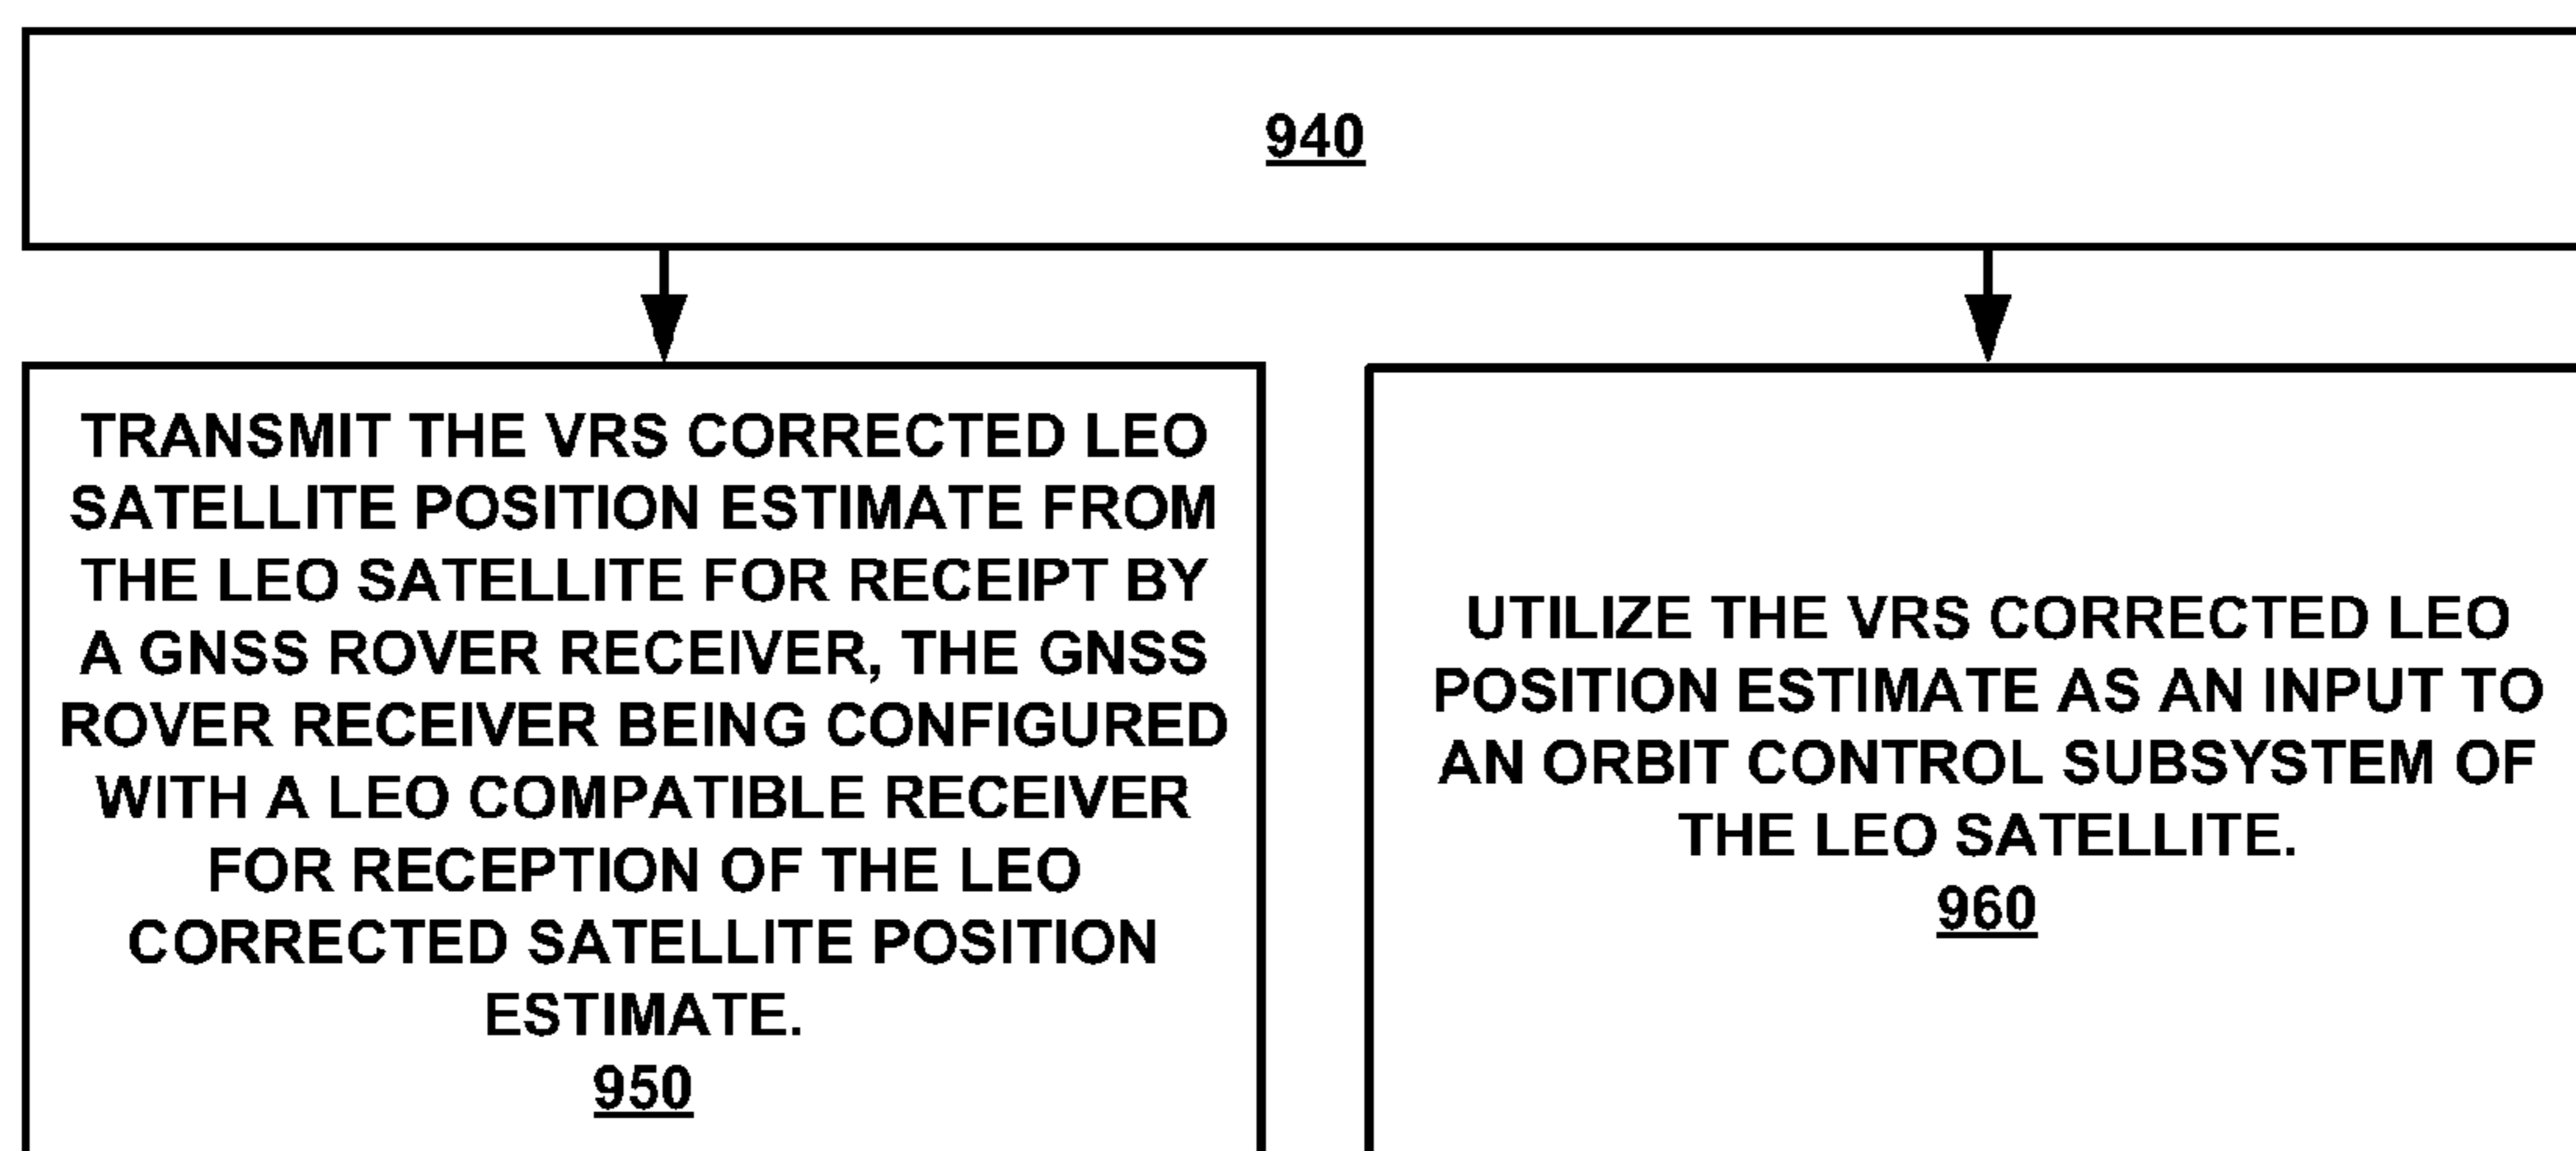 940
TRANSMIT THE VRS CORRECTED LEO
SATELLITE POSITION ESTIMATE FROM
THE LEO SATELLITE FOR RECEIPT BY
A GNSS ROVER RECEIVER, THE GNSS
ROVER RECEIVER BEING CONFIGURED
WITH A LEO COMPATIBLE RECEIVER
FOR RECEPTION OF THE LEO
CORRECTED SATELLITE POSITION
ESTIMATE.
950
UTILIZE THE VRS CORRECTED LEO
POSITION ESTIMATE AS AN INPUT TO
AN ORBIT CONTROL SUBSYSTEM OF
THE LEO SATELLITE.
960